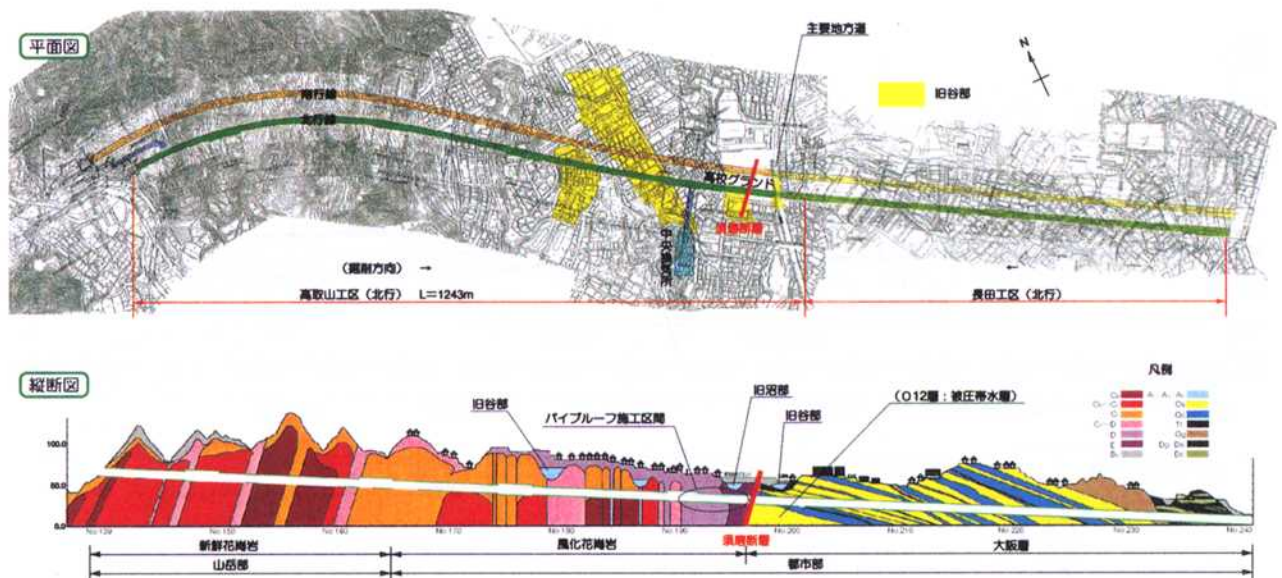 平面図
主要地方道
N
旧谷部
南行線
北行線
高校グランド
須磨断層
(掘削方向) →
←
高取山工区(北行) L=1243m
長田工区(北行)
縦断図
凡例
旧沼部
(O12層:被圧帯水層)
旧谷部
パイプルーフ施工区間
旧谷部
100.0
50.0
0.0
No.150
No.160
No.170
No.180
No.190
No.200
No.210
No.220
No.230
No.240
須磨断層
新鮮花崗岩
風化花崗岩
大阪層
山岳部
都市部